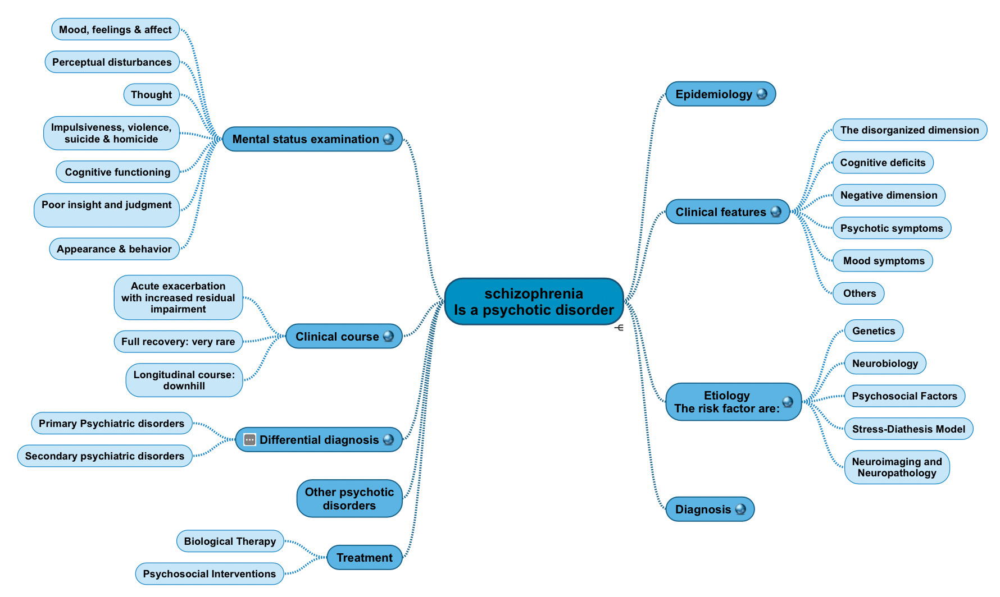 schizophrenia
Is a psychotic disorder
Epidemiology
Clinical features
The disorganized dimension
Cognitive deficits
Negative dimension
Psychotic symptoms
Mood symptoms
Others
Etiology
The risk factor are:
Genetics
Neurobiology
Psychosocial Factors
Stress-Diathesis Model
Neuroimaging and
Neuropathology
Diagnosis
Mental status examination
Mood, feelings & affect
Perceptual disturbances
Thought
Impulsiveness, violence,
suicide & homicide
Cognitive functioning
Poor insight and judgment
Appearance & behavior
Clinical course
Acute exacerbation
with increased residual
impairment
Full recovery: very rare
Longitudinal course:
downhill
Differential diagnosis
Primary Psychiatric disorders
Secondary psychiatric disorders
Other psychotic
disorders
Treatment
Biological Therapy
Psychosocial Interventions